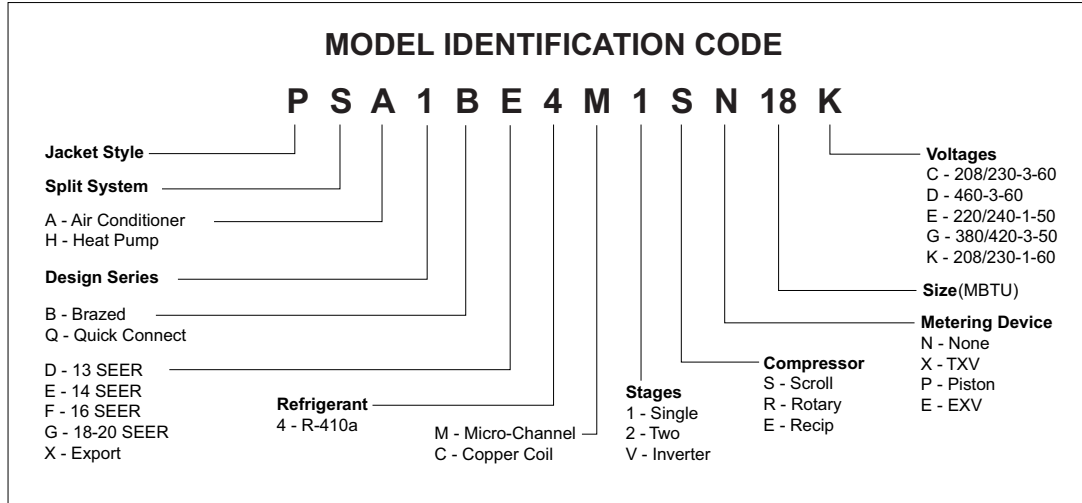 MODEL IDENTIFICATION CODE
P S A 1 B E 4 M 1 S N 18 K
Jacket Style
Split System
A - Air Conditioner
H - Heat Pump
Design Series
B - Brazed
Q - Quick Connect
D - 13 SEER
E - 14 SEER
F - 16 SEER
G - 18-20 SEER
X - Export
Refrigerant
4 - R-410a
M - Micro-Channel
C - Copper Coil
Stages
1 - Single
2 - Two
V - Inverter
Compressor
S - Scroll
R - Rotary
E - Recip
Metering Device
N - None
X - TXV
P - Piston
E - EXV
Size(MBTU)
Voltages
C - 208/230-3-60
D - 460-3-60
E - 220/240-1-50
G - 380/420-3-50
K - 208/230-1-60